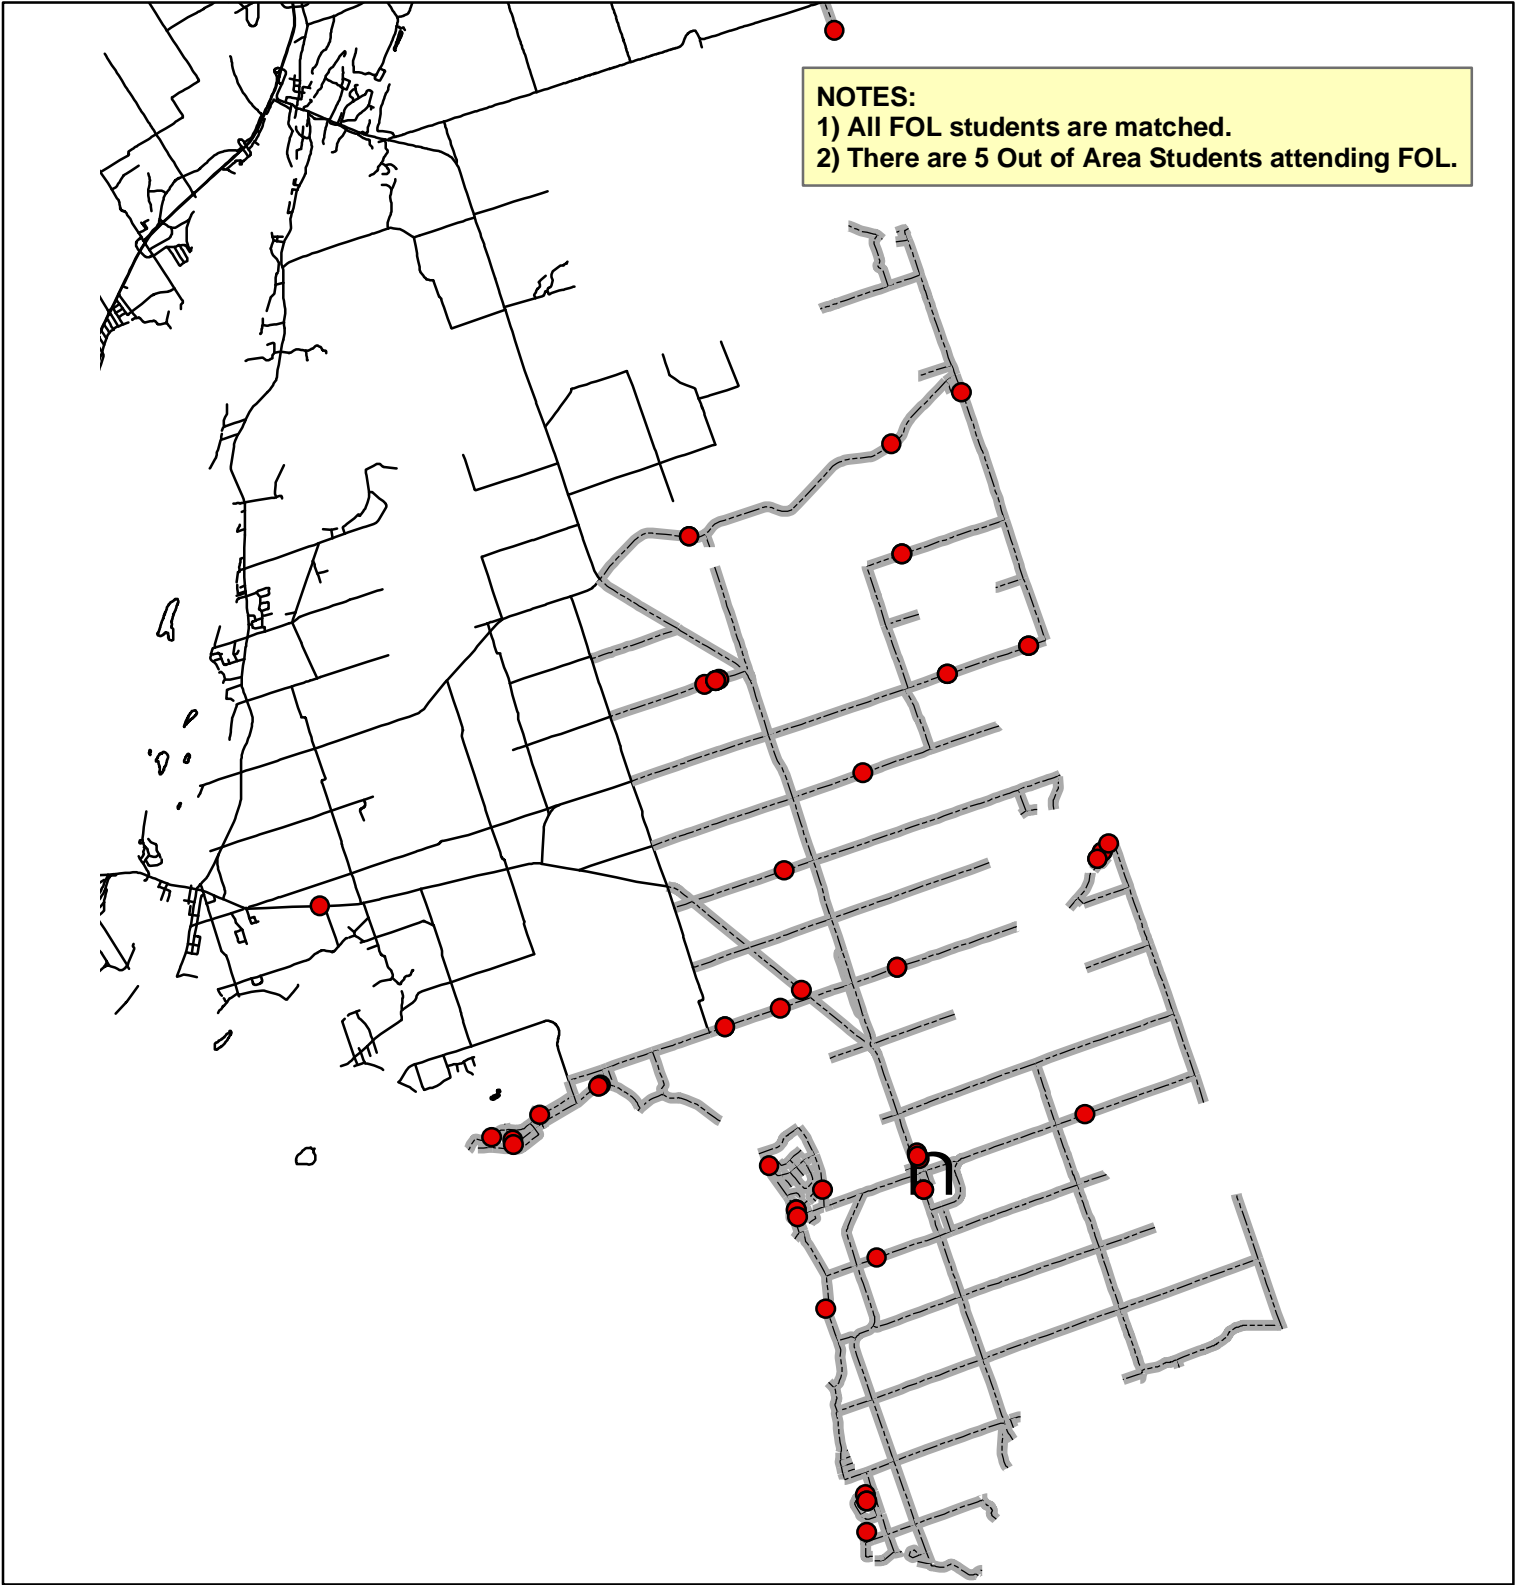 NOTES:
1) All FOL students are matched.
2) There are 5 Out of Area Students attending FOL.
n